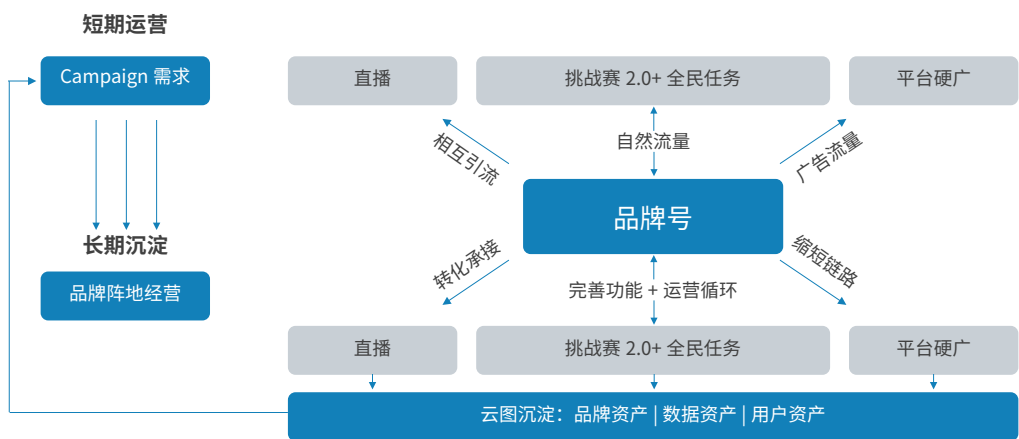 短期运营
Campaign 需求
长期沉淀
品牌阵地经营
直播
挑战赛 2.0+ 全民任务
平台硬广
相互引流
自然流量
广告流量
品牌号
转化承接
完善功能 + 运营循环
缩短链路
直播
挑战赛 2.0+ 全民任务
平台硬广
云图沉淀：品牌资产 | 数据资产 | 用户资产